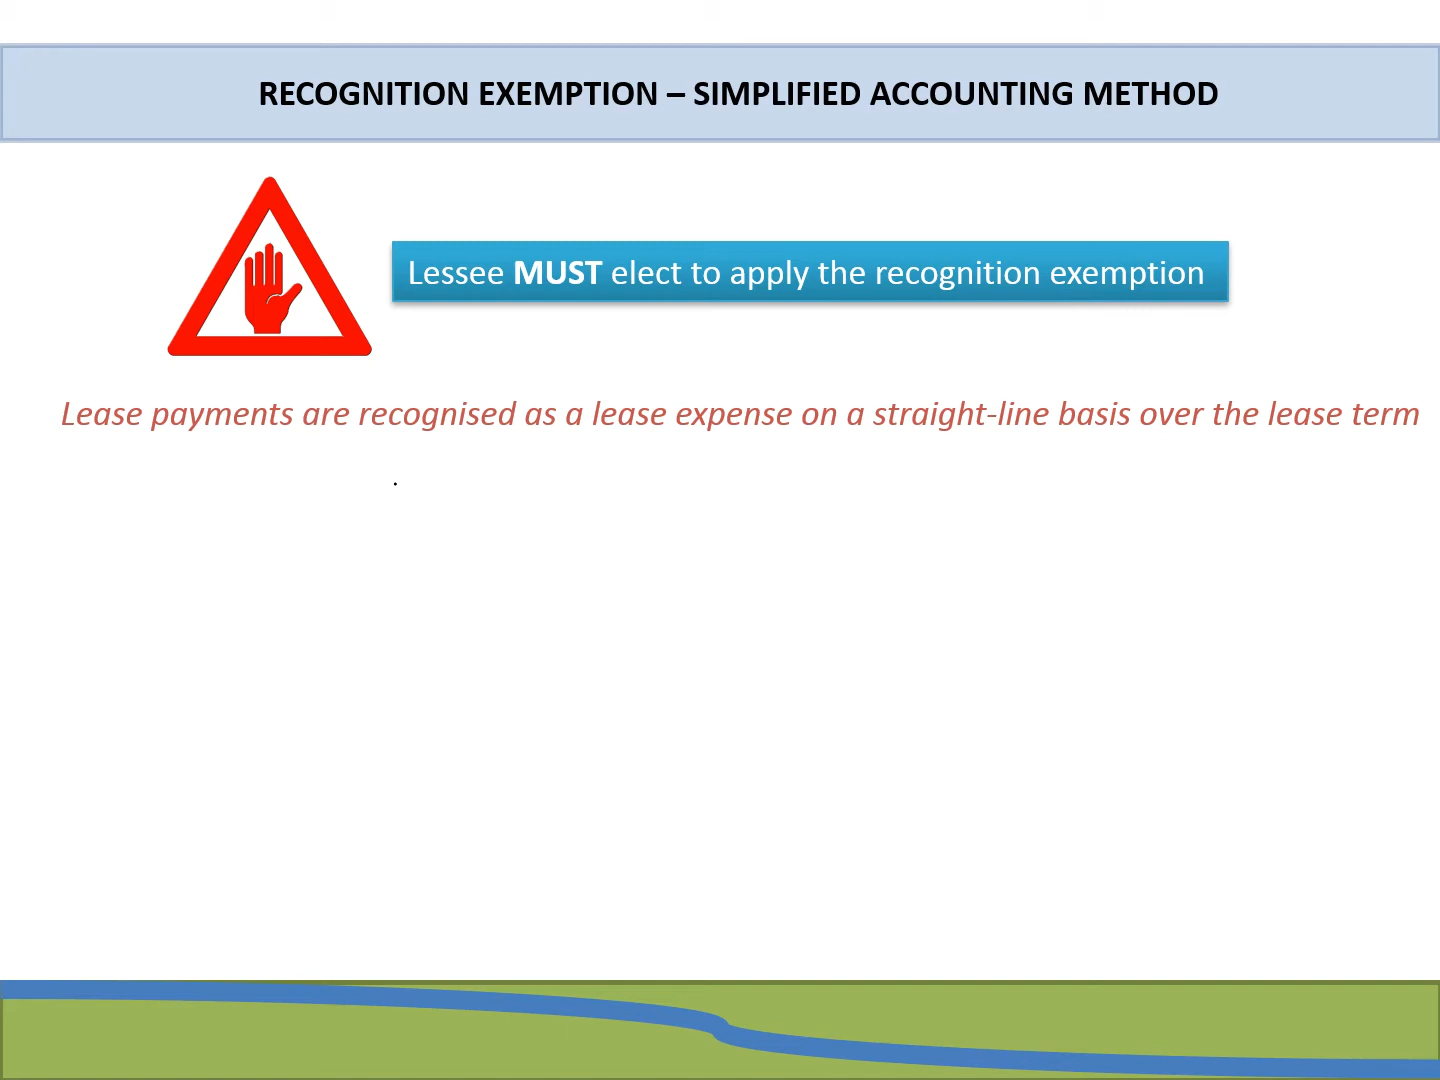 RECOGNITION EXEMPTION – SIMPLIFIED ACCOUNTING METHOD
Lessee MUST elect to apply the recognition exemption
Lease payments are recognised as a lease expense on a straight-line basis over the lease term
.